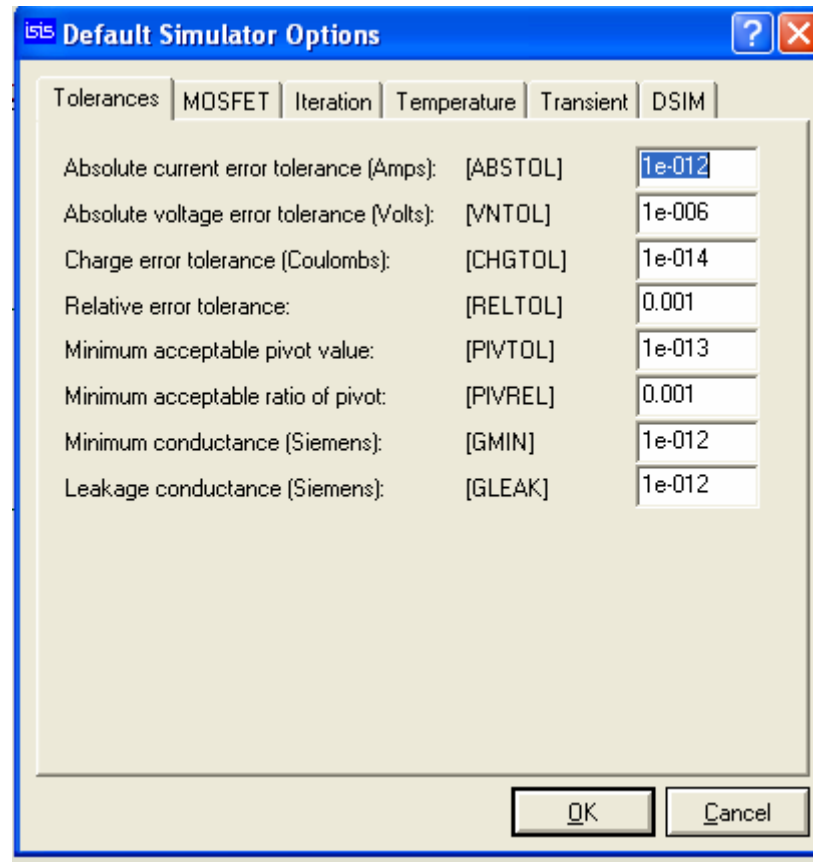 isis Default Simulator Options
Tolerances MOSFET Iteration Temperature Transient DSIM
Absolute current error tolerance (Amps): [ABSTOL] 1e-012
Absolute voltage error tolerance (Volts): [VNTOL] 1e-006
Charge error tolerance (Coulombs): [CHGTOL] 1e-014
Relative error tolerance: [RELTOL] 0.001
Minimum acceptable pivot value: [PIVTOL] 1e-013
Minimum acceptable ratio of pivot: [PIVREL] 0.001
Minimum conductance (Siemens): [GMIN] 1e-012
Leakage conductance (Siemens): [GLEAK] 1e-012
OK Cancel